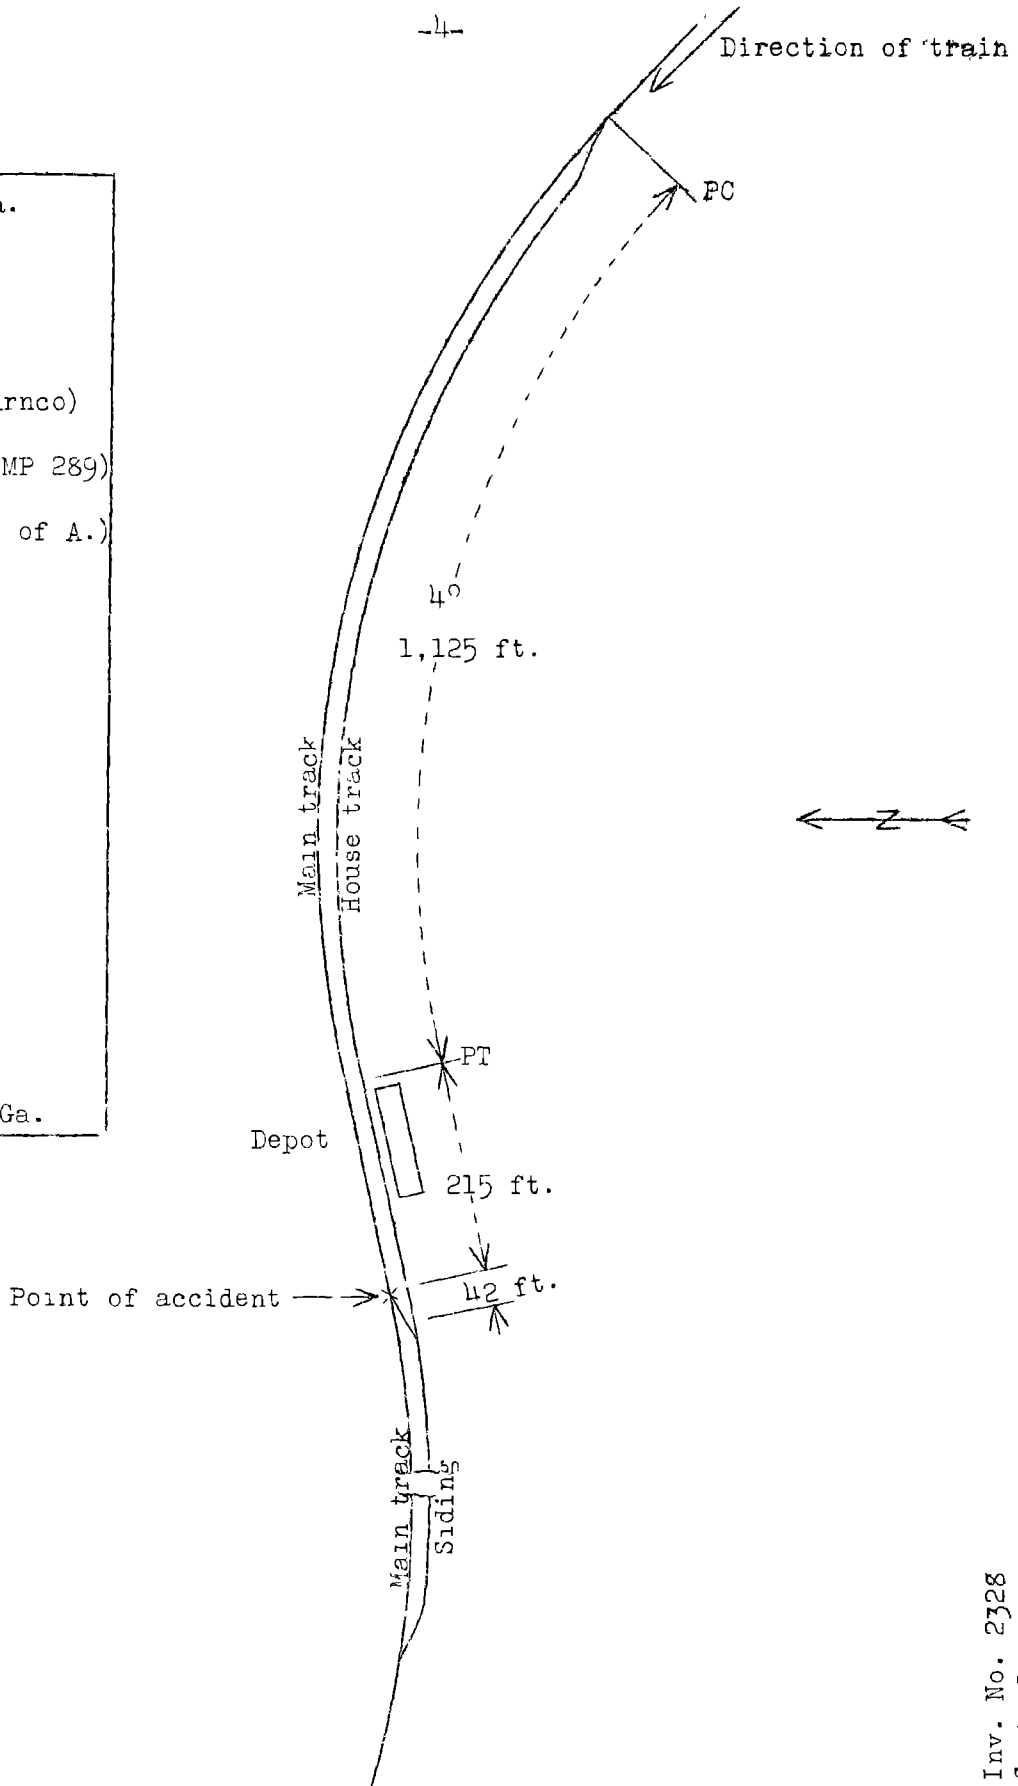 -4-
Direction of train
PC
a.
rnco)
MP 289)
of A.)
4°
1,125 ft.
Main track
House track
N
PT
Ga.
Depot
215 ft.
42 ft.
Point of accident
Main track
Siding
Inv. No. 2328